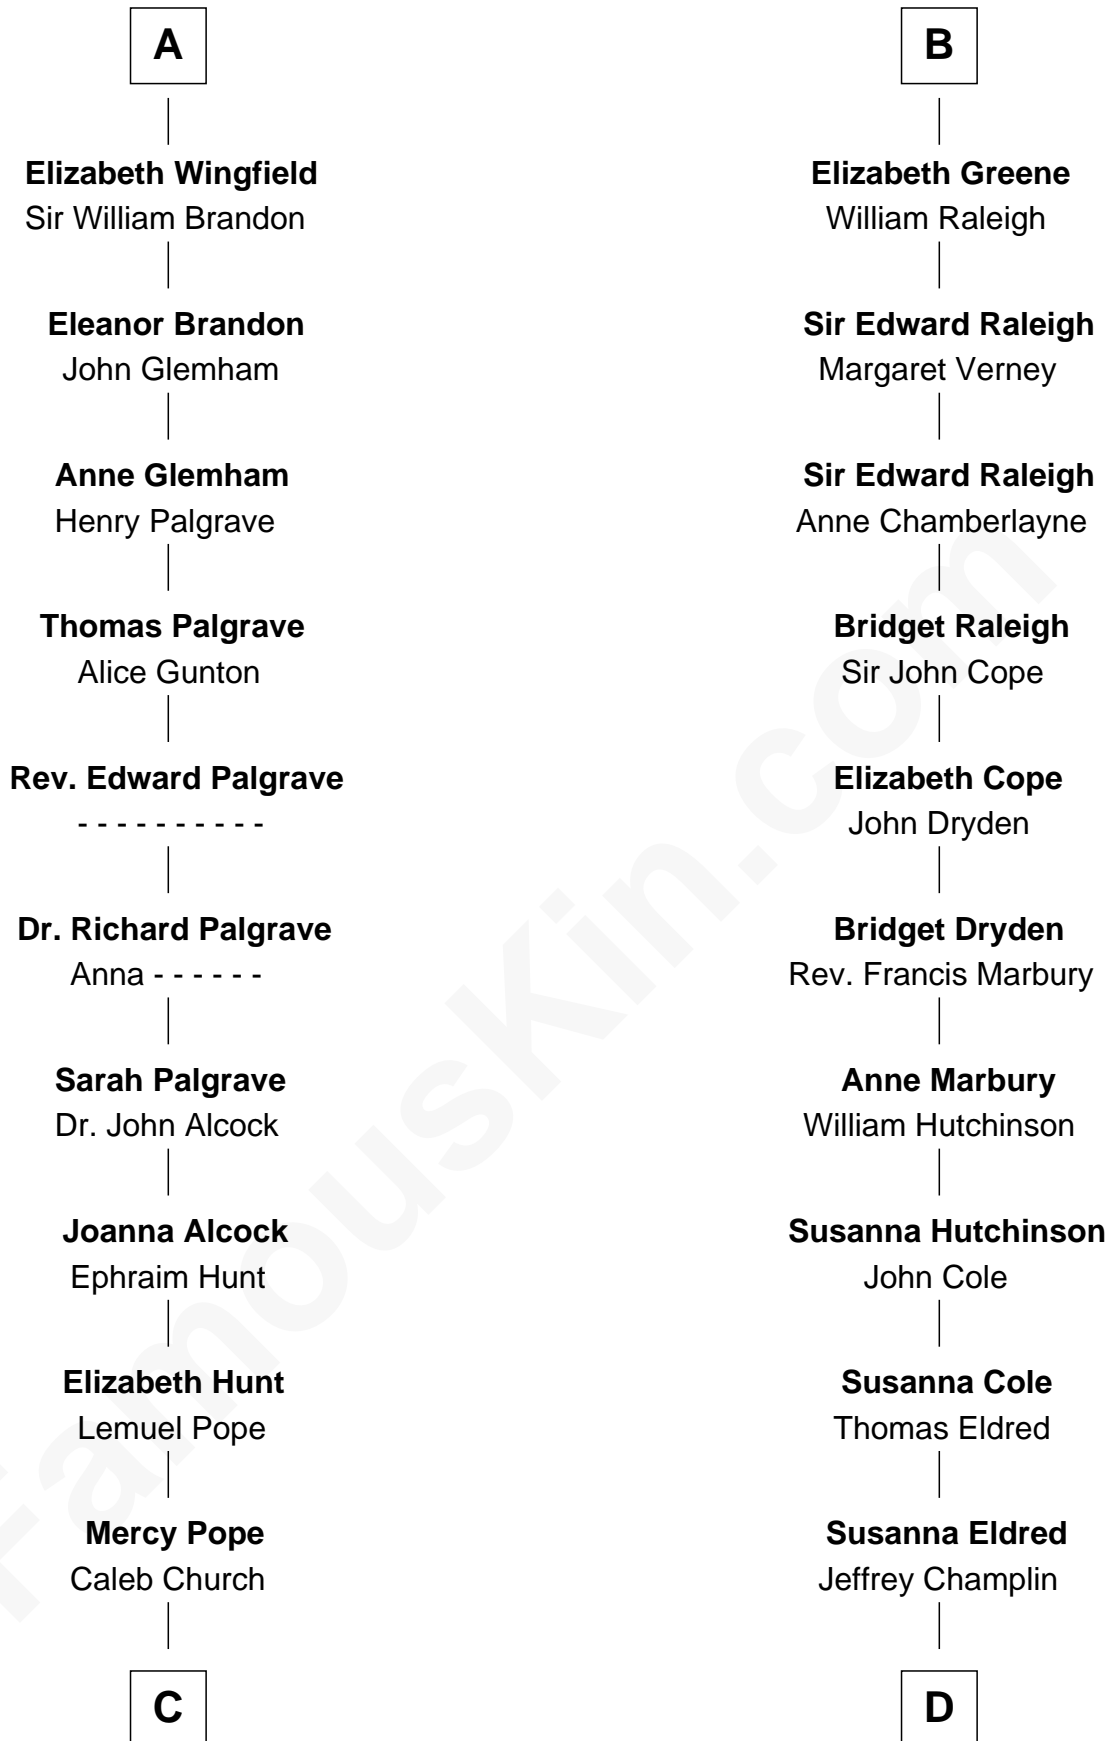 A
Elizabeth Wingfield
Sir William Brandon
Eleanor Brandon
John Glemham
Anne Glemham
Henry Palgrave
Thomas Palgrave
Alice Gunton
Rev. Edward Palgrave
- - - - - - - - - -
Dr. Richard Palgrave
Anna - - - - - -
Sarah Palgrave
Dr. John Alcock
Joanna Alcock
Ephraim Hunt
Elizabeth Hunt
Lemuel Pope
Mercy Pope
Caleb Church
C
B
Elizabeth Greene
William Raleigh
Sir Edward Raleigh
Margaret Verney
Sir Edward Raleigh
Anne Chamberlayne
Bridget Raleigh
Sir John Cope
Elizabeth Cope
John Dryden
Bridget Dryden
Rev. Francis Marbury
Anne Marbury
William Hutchinson
Susanna Hutchinson
John Cole
Susanna Cole
Thomas Eldred
Susanna Eldred
Jeffrey Champlin
D
FamousKin.com